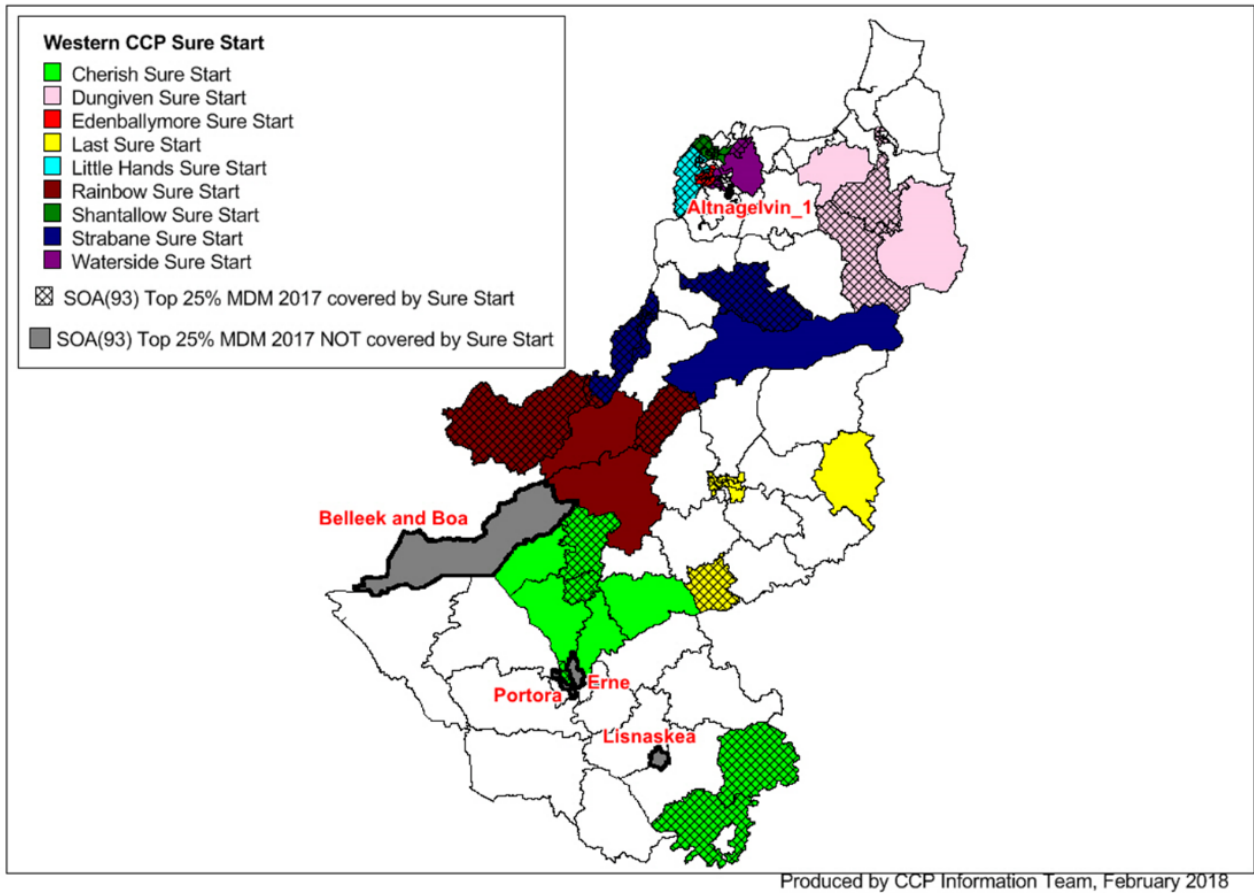 Western CCP Sure Start
Cherish Sure Start
Dungiven Sure Start
Edenballymore Sure Start
Last Sure Start
Little Hands Sure Start
Rainbow Sure Start
Shantallow Sure Start
Strabane Sure Start
Waterside Sure Start
SOA(93) Top 25% MDM 2017 covered by Sure Start
SOA(93) Top 25% MDM 2017 NOT covered by Sure Start
Altnagelvin_1
Belleek and Boa
Erne
Portora
Lisnaskea
Produced by CCP Information Team, February 2018